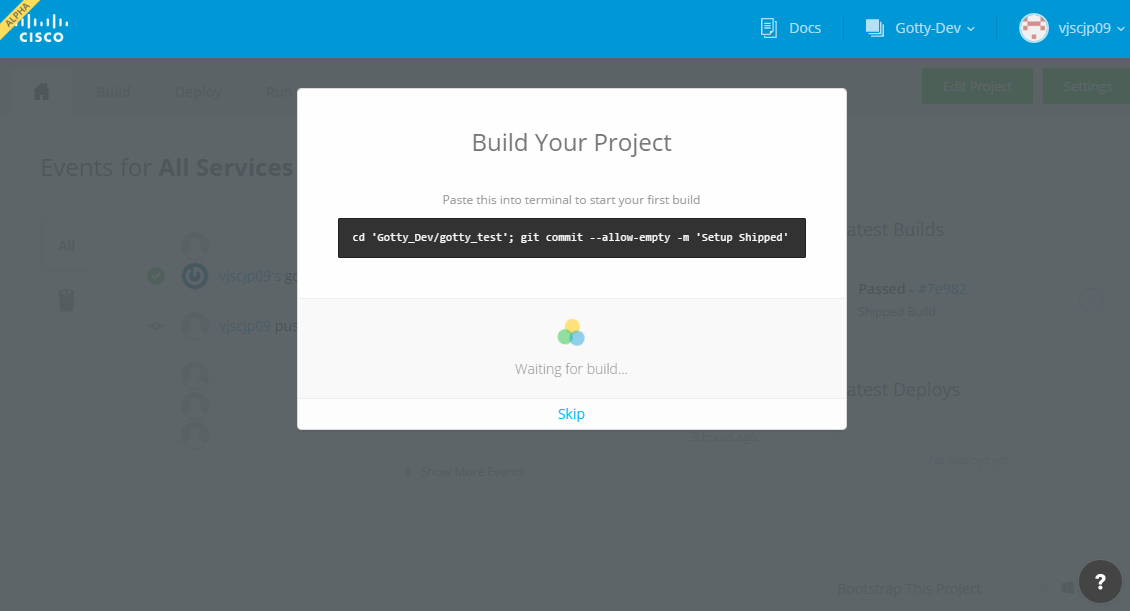 ALPHA
CISCO
Docs
Gotty-Dev
vjscjp09
Build
Deploy
Run
Edit Project
Settings
Build Your Project
Events for All Services
Paste this into terminal to start your first build
cd 'Gotty_Dev/gotty_test'; git commit --allow-empty -m 'Setup Shipped'
atest Builds
All
vjscjp09's go
Passed - #7e982
Shipped Build
vjscjp09 pus
Waiting for build...
atest Deploys
Skip
3 hours ago
No deploys yet
+ Show More Events
Bootstrap This Project
?